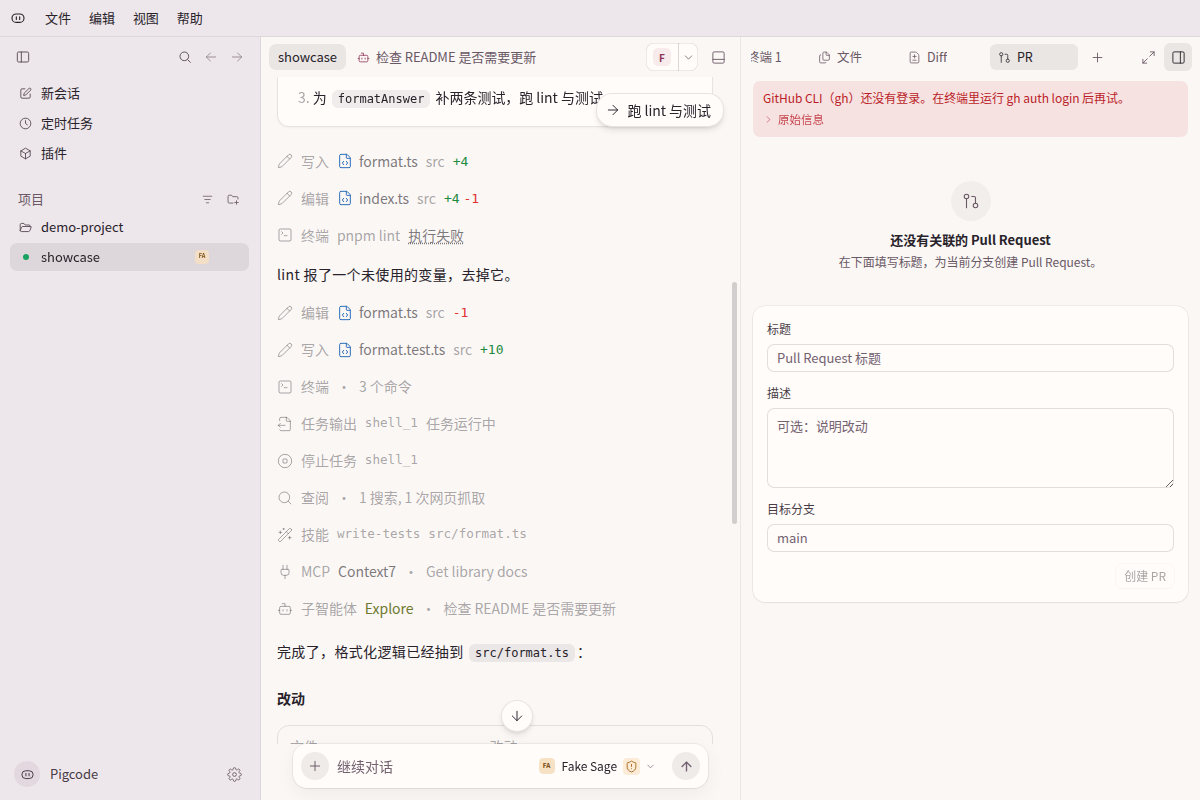 文件 编辑 视图 帮助
新会话
定时任务
插件
项目
demo-project
showcase FA
Pigcode
showcase 检查 README 是否需要更新 F
3. 为 formatAnswer 补两条测试，跑 lint 与测试
跑 lint 与测试
写入 format.ts src +4
编辑 index.ts src +4 -1
终端 pnpm lint 执行失败
lint 报了一个未使用的变量，去掉它。
编辑 format.ts src -1
写入 format.test.ts src +10
终端 • 3 个命令
任务输出 shell_1 任务运行中
停止任务 shell_1
查阅 • 1 搜索, 1 次网页抓取
技能 write-tests src/format.ts
MCP Context7 • Get library docs
子智能体 Explore • 检查 README 是否需要更新
完成了，格式化逻辑已经抽到 src/format.ts：
改动
文件 改动
继续对话 FA Fake Sage
终端 1 文件 Diff PR
GitHub CLI（gh）还没有登录。在终端里运行 gh auth login 后再试。
原始信息
还没有关联的 Pull Request
在下面填写标题，为当前分支创建 Pull Request。
标题
Pull Request 标题
描述
可选：说明改动
目标分支
main
创建 PR